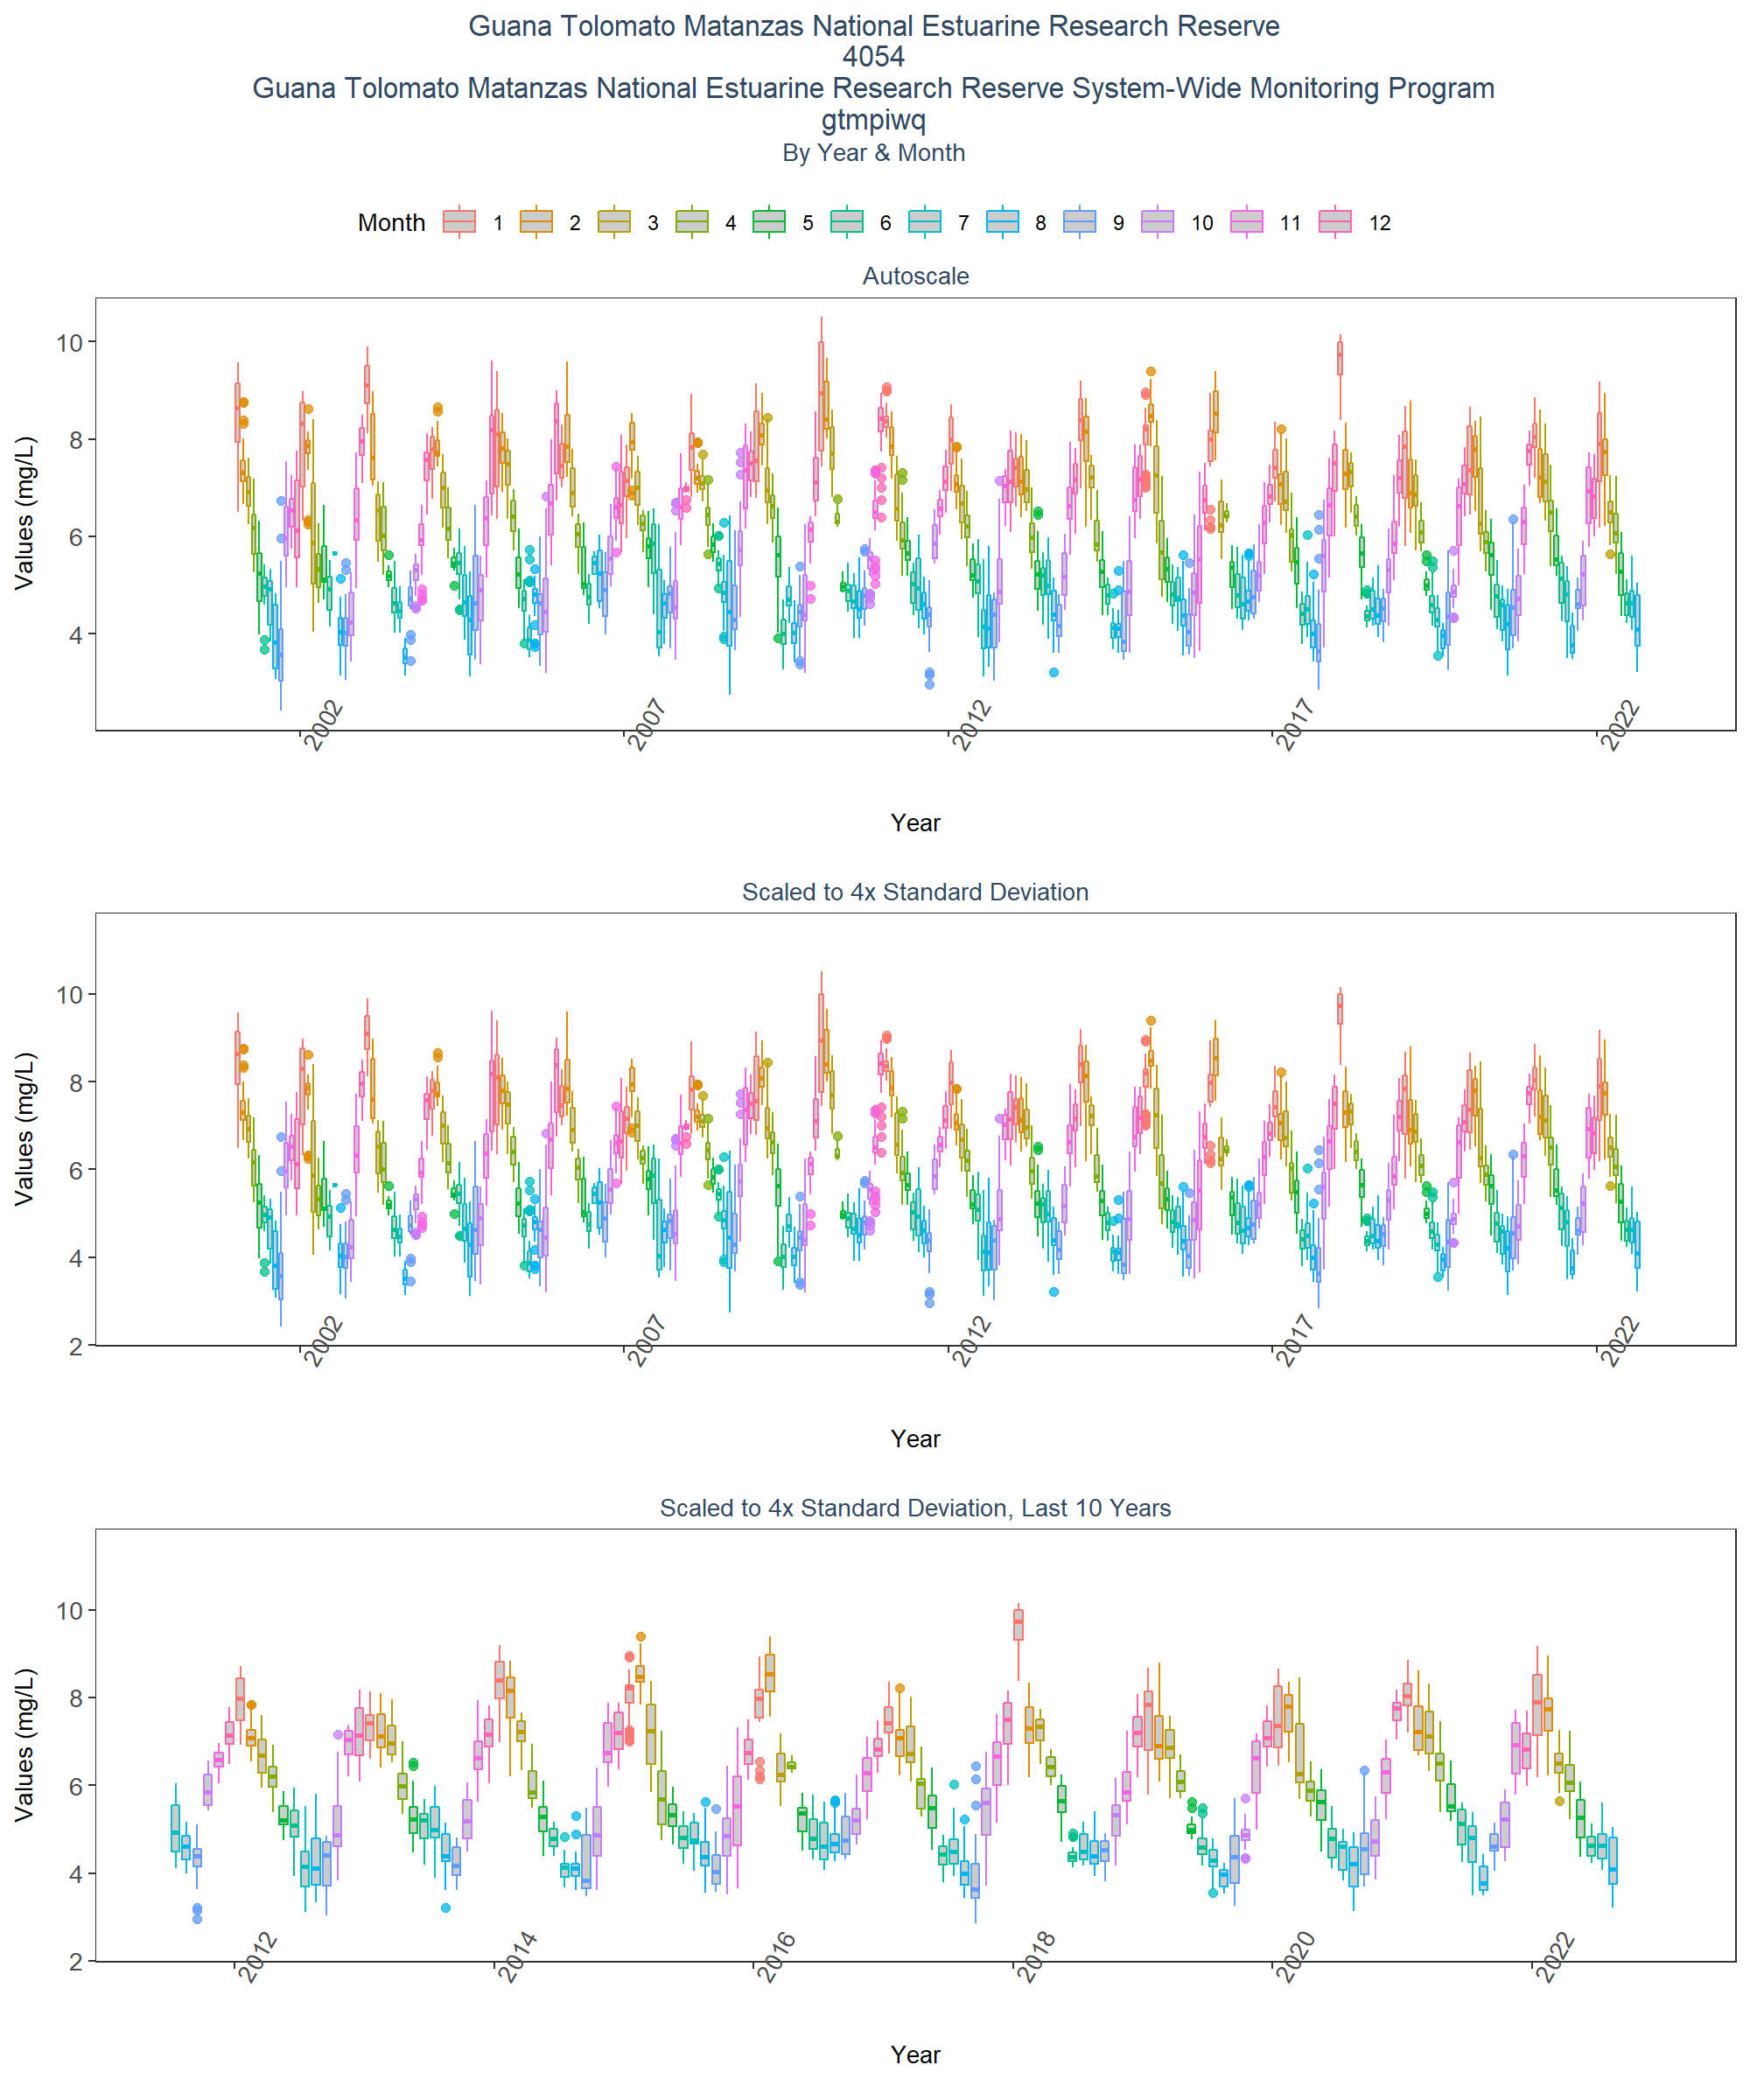 Guana Tolomato Matanzas National Estuarine Research Reserve
4054
Guana Tolomato Matanzas National Estuarine Research Reserve System-Wide Monitoring Program
gtmpiwq
By Year & Month
Month 1 2 3 4 5 6 7 8 9 10 11 12
Autoscale
Values (mg/L)
10
8
6
4
2002 2007 2012 2017 2022
Year
Scaled to 4x Standard Deviation
Values (mg/L)
10
8
6
4
2
2002 2007 2012 2017 2022
Year
Scaled to 4x Standard Deviation, Last 10 Years
Values (mg/L)
10
8
6
4
2
2012 2014 2016 2018 2020 2022
Year